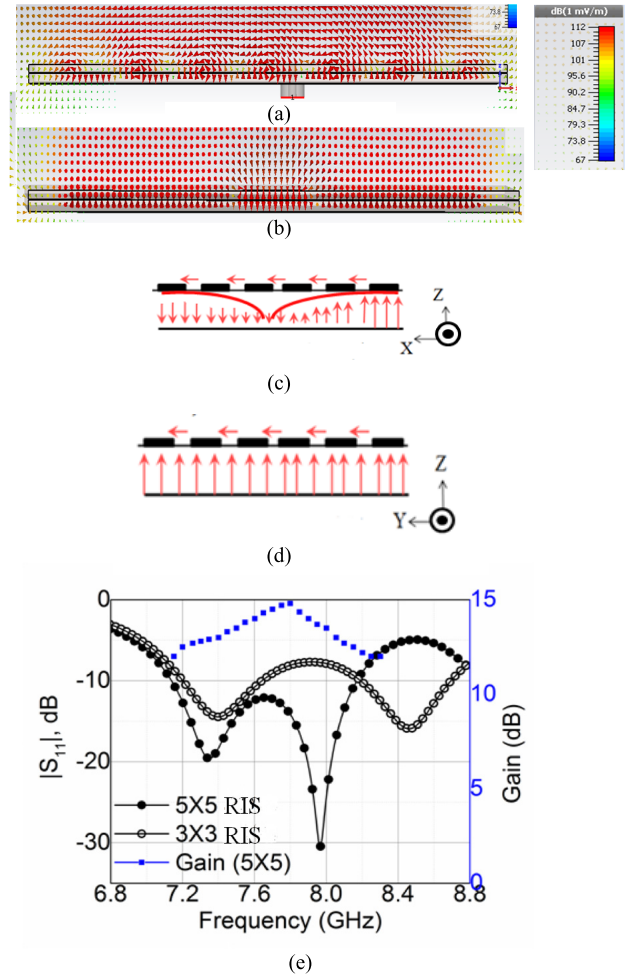 73.8
67
dB(1 mV/m)
112
106
101
95.6
90.2
84.7
79.3
73.8
67
1
(a)
(b)
Z
X
(c)
Z
Y
(d)
0
-10
-20
-30
|S11|, dB
15
10
5
0
Gain (dB)
5X5 RIS
3X3 RIS
Gain (5X5)
6.8 7.2 7.6 8.0 8.4 8.8
Frequency (GHz)
(e)